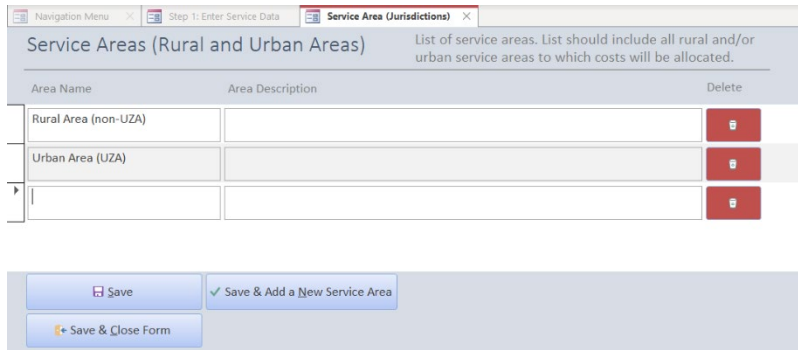 Navigation Menu
Step 1: Enter Service Data
Service Area (Jurisdictions)
Service Areas (Rural and Urban Areas)
List of service areas. List should include all rural and/or
urban service areas to which costs will be allocated.
Area Name
Area Description
Delete
Rural Area (non-UZA)
Urban Area (UZA)
Save
Save & Add a New Service Area
Save & Close Form